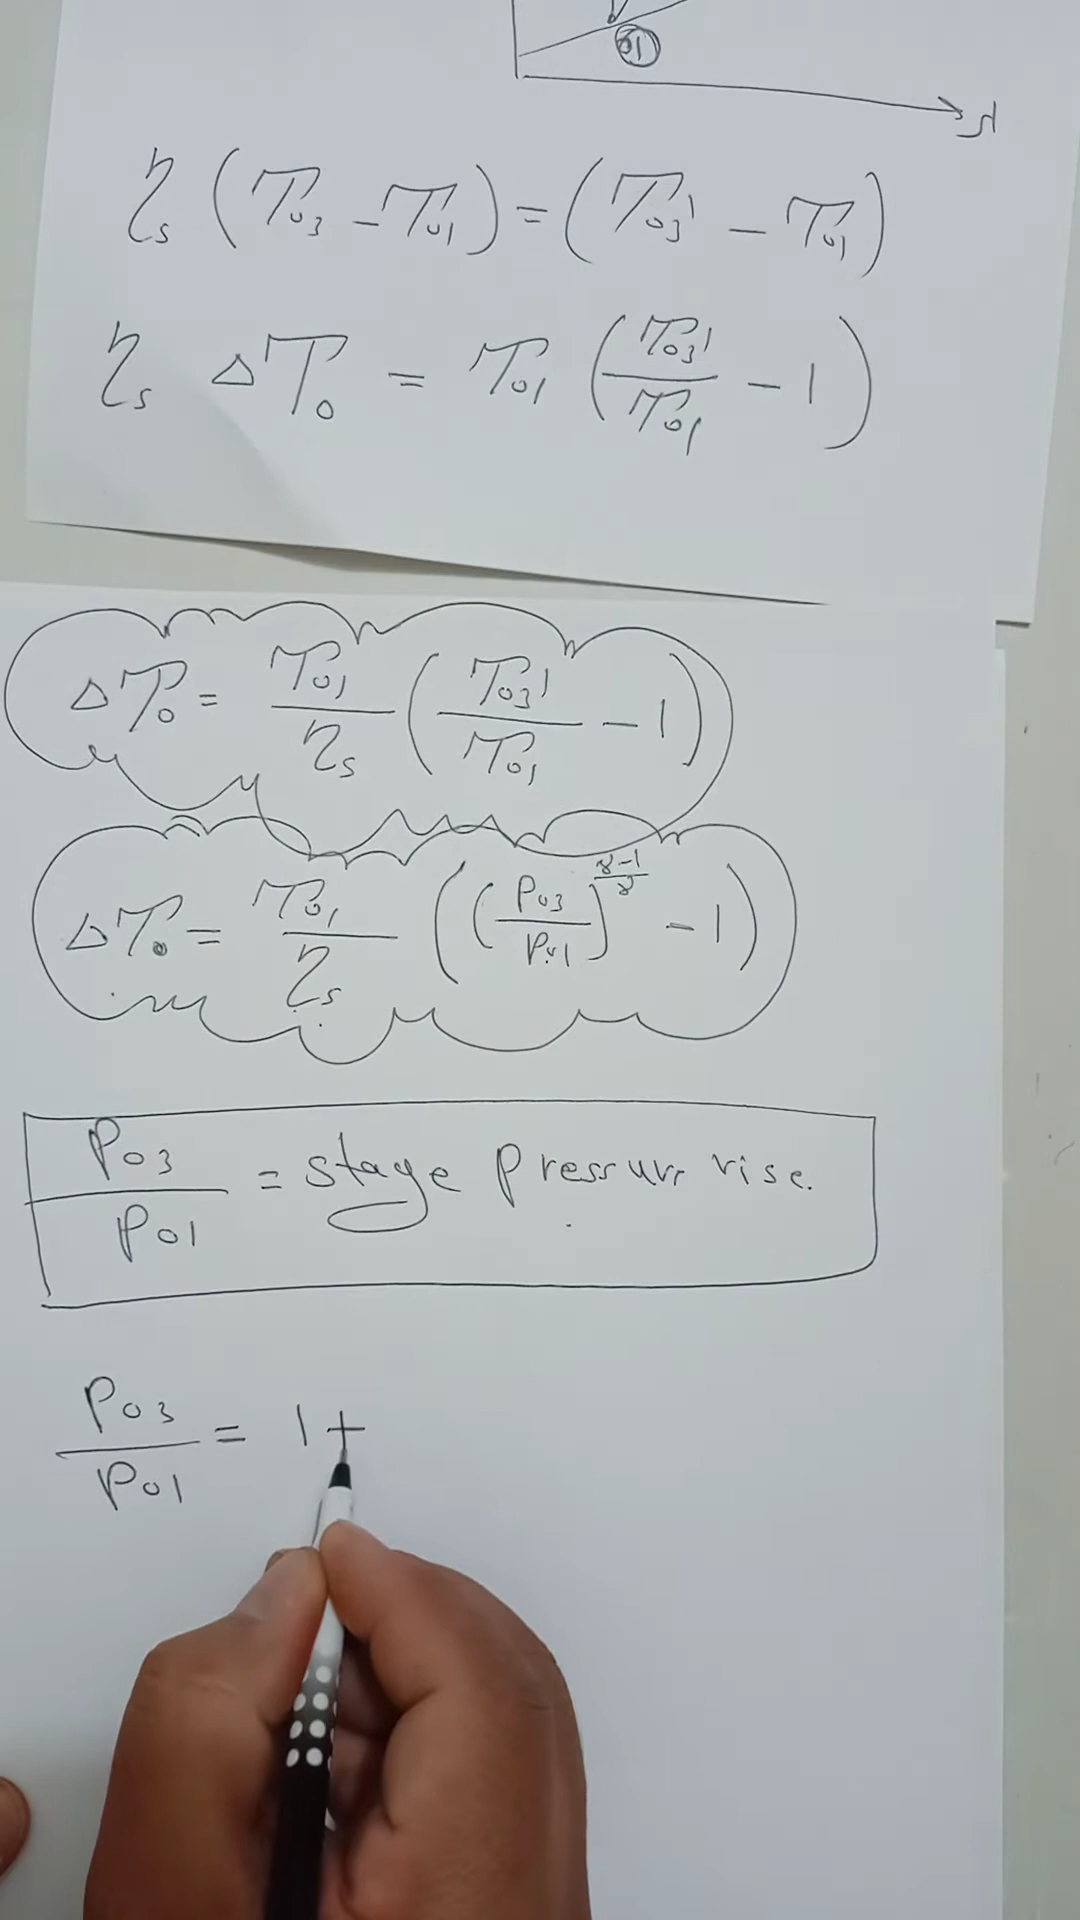 01 s
η_s (T_03 - T_01) = (T_03' - T_01)
η_s ΔT_0 = T_01 (T_03'/T_01 - 1)
ΔT_0 = T_01/η_s (T_03'/T_01 - 1)
ΔT_0 = T_01/η_s ((P_03/P_01)^((γ-1)/γ) - 1)
P_03/P_01 = stage pressure rise.
P_03/P_01 = 1 +